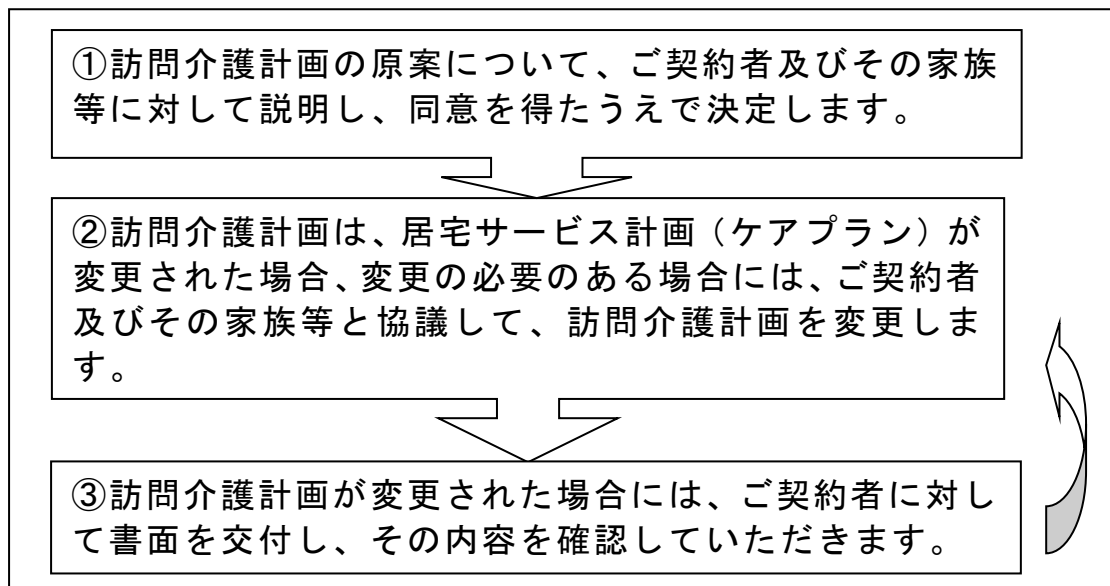 ①訪問介護計画の原案について、ご契約者及びその家族
等に対して説明し、同意を得たうえで決定します。
②訪問介護計画は、居宅サービス計画（ケアプラン）が
変更された場合、変更の必要のある場合には、ご契約者
及びその家族等と協議して、訪問介護計画を変更しま
す。
③訪問介護計画が変更された場合には、ご契約者に対し
て書面を交付し、その内容を確認していただきます。